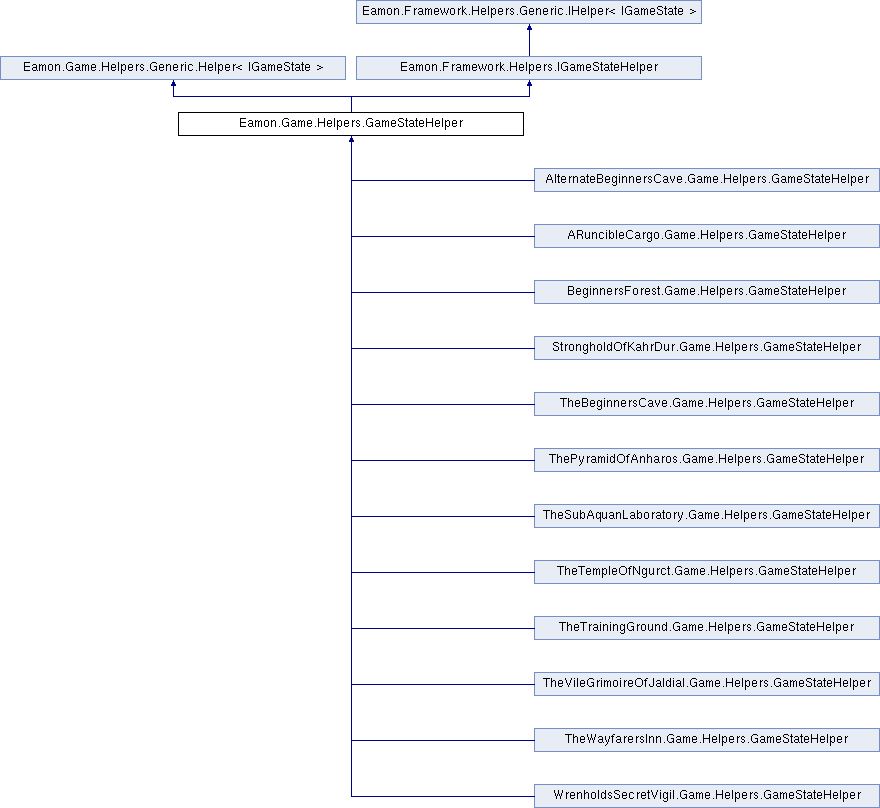 Eamon.Framework.Helpers.Generic.IHelper< IGameState >
Eamon.Game.Helpers.Generic.Helper< IGameState >
Eamon.Framework.Helpers.IGameStateHelper
Eamon.Game.Helpers.GameStateHelper
AlternateBeginnersCave.Game.Helpers.GameStateHelper
ARuncibleCargo.Game.Helpers.GameStateHelper
BeginnersForest.Game.Helpers.GameStateHelper
StrongholdOfKahrDur.Game.Helpers.GameStateHelper
TheBeginnersCave.Game.Helpers.GameStateHelper
ThePyramidOfAnharos.Game.Helpers.GameStateHelper
TheSubAquanLaboratory.Game.Helpers.GameStateHelper
TheTempleOfNgurct.Game.Helpers.GameStateHelper
TheTrainingGround.Game.Helpers.GameStateHelper
TheVileGrimoireOfJaldial.Game.Helpers.GameStateHelper
TheWayfarersInn.Game.Helpers.GameStateHelper
WrenholdsSecretVigil.Game.Helpers.GameStateHelper